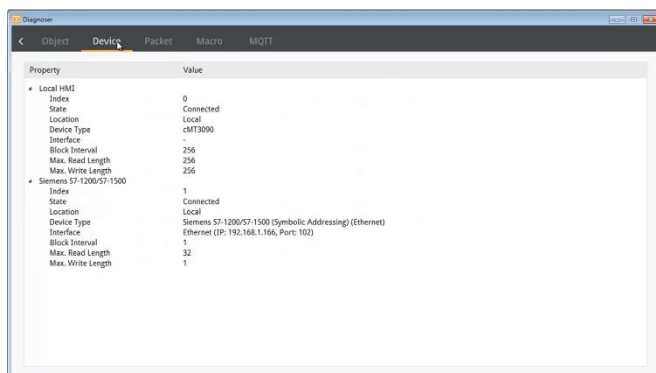 Diagnoser
Object Device Packet Macro MQTT
Property Value
Local HMI
Index 0
State Connected
Location Local
Device Type cMT3090
Interface -
Block Interval 256
Max. Read Length 256
Max. Write Length 256
Siemens S7-1200/S7-1500
Index 1
State Connected
Location Local
Device Type Siemens S7-1200/S7-1500 (Symbolic Addressing) (Ethernet)
Interface Ethernet (IP: 192.168.1.166, Port: 102)
Block Interval 1
Max. Read Length 32
Max. Write Length 1